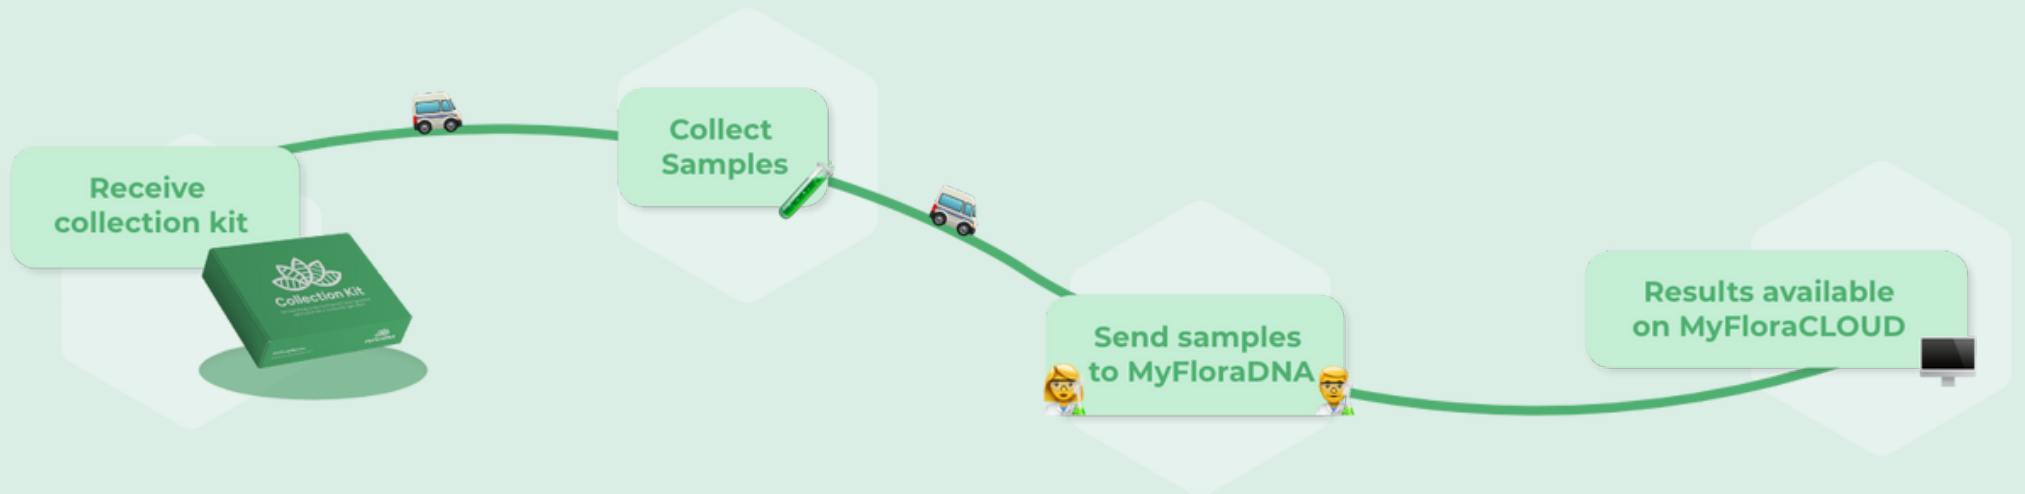 Receive
collection kit
Collection Kit
Collect
Samples
Send samples
to MyFloraDNA
Results available
on MyFloraCLOUD